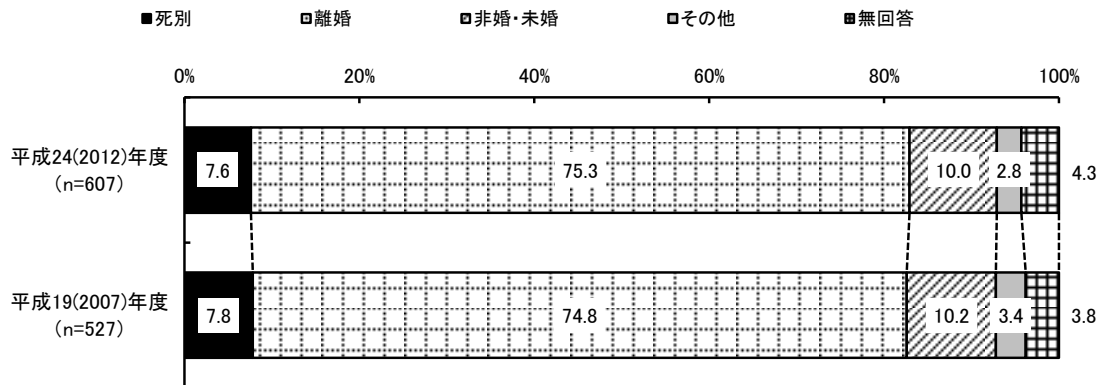 ■死別 □離婚 □非婚・未婚 □その他 □無回答
0% 20% 40% 60% 80% 100%
平成24(2012)年度
(n=607)
7.6 75.3 10.0 2.8 4.3
平成19(2007)年度
(n=527)
7.8 74.8 10.2 3.4 3.8